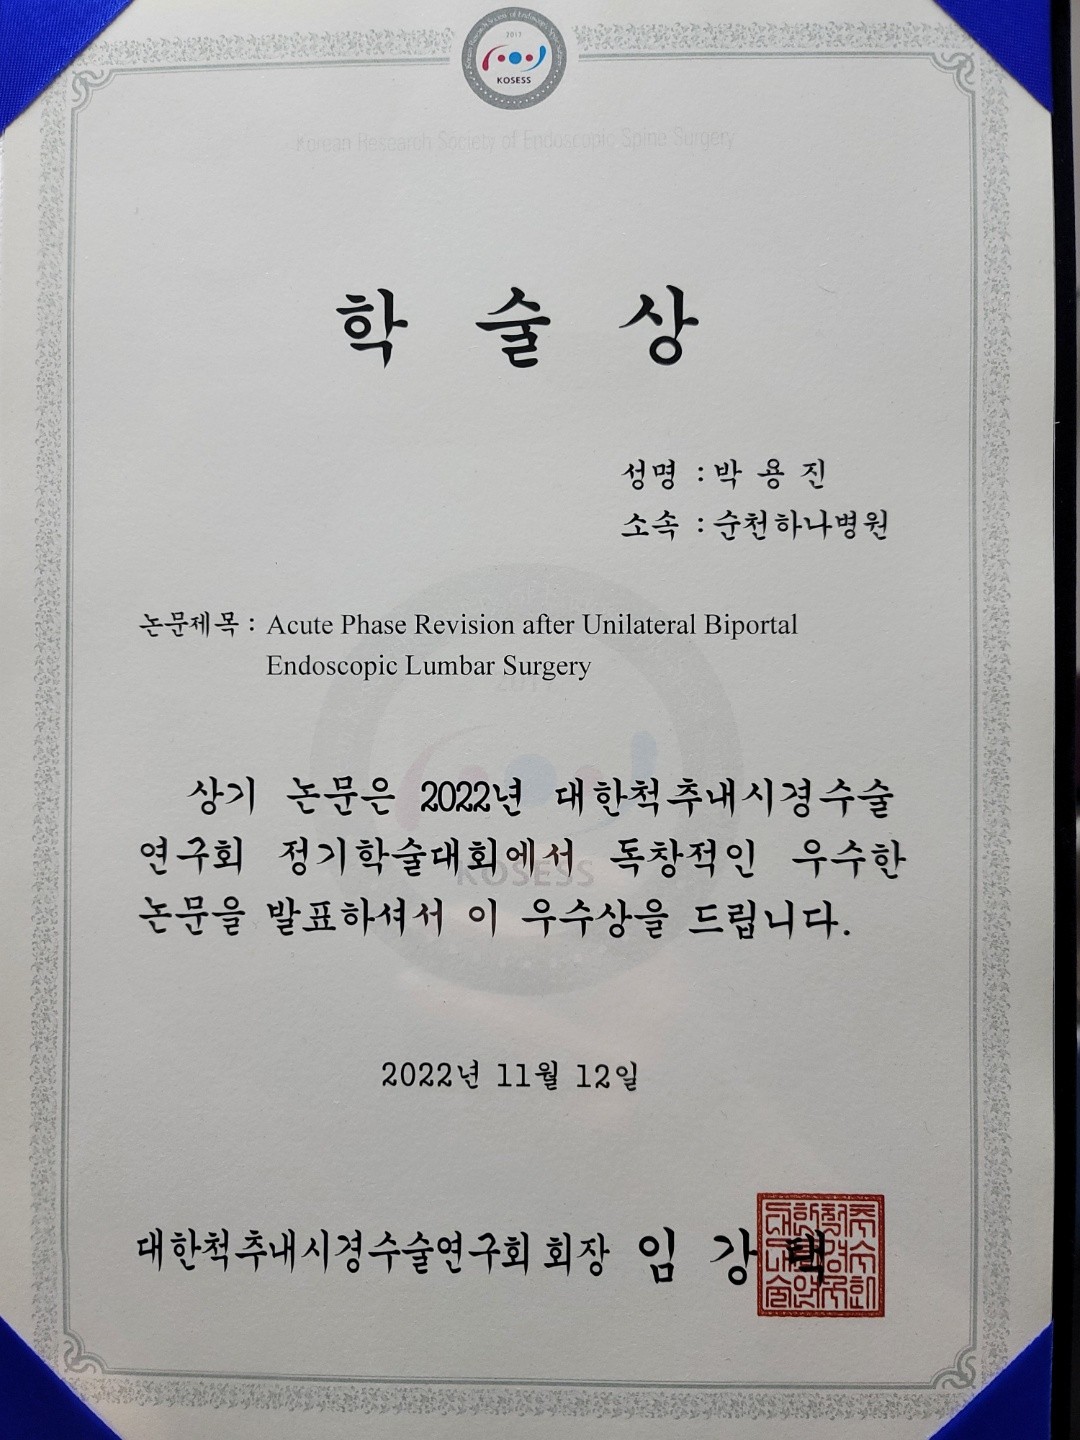 2017
KOSESS
Korean Research Society of Endoscopic Spine Surgery
학 술 상
성명 : 박 용 진
소속 : 순천하나병원
논문제목 : Acute Phase Revision after Unilateral Biportal
Endoscopic Lumbar Surgery
상기 논문은 2022년 대한척추내시경수술
연구회 정기학술대회에서 독창적인 우수한
논문을 발표하셔서 이 우수상을 드립니다.
KOSESS
2022년 11월 12일
대한척추내시경수술연구회 회장 임 강 택